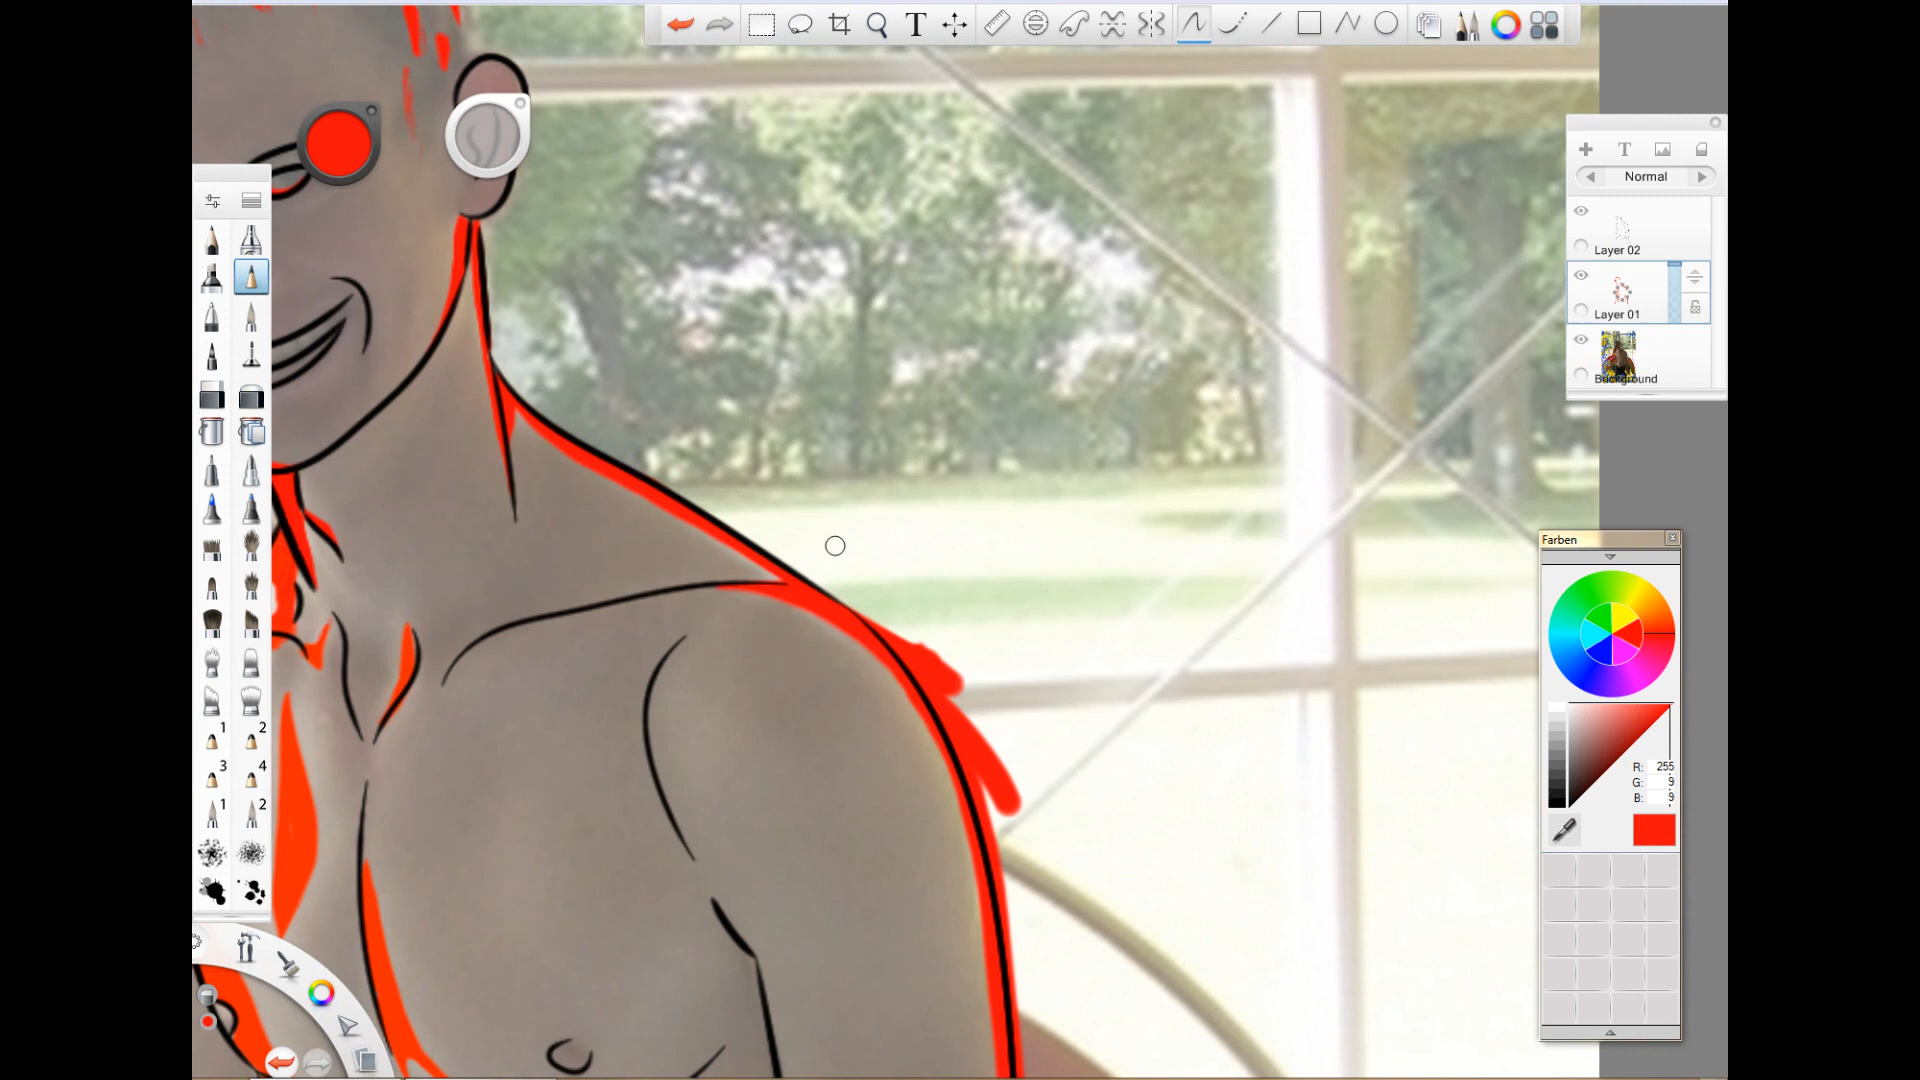 T
T
Normal
Layer 02
Layer 01
Background
Farben
R: 255
G: 9
B: 9
1 2
3 4
1 2